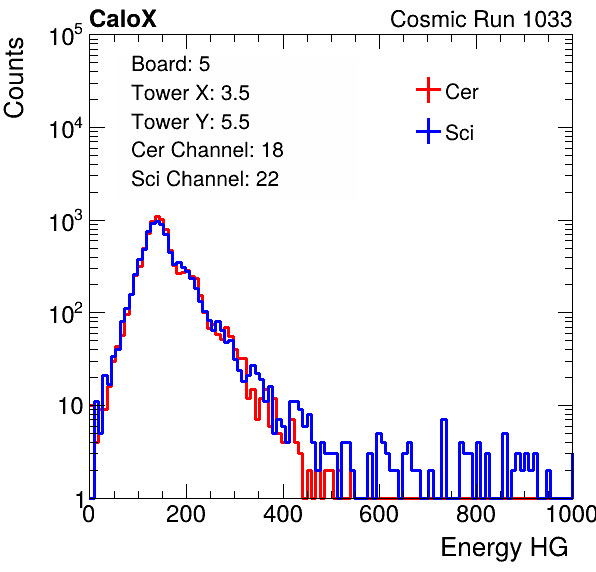 CaloX Cosmic Run 1033
Counts
Board: 5
Tower X: 3.5
Tower Y: 5.5
Cer Channel: 18
Sci Channel: 22
Cer
Sci
10^5
10^4
10^3
10^2
10
1
0 200 400 600 800 1000
Energy HG